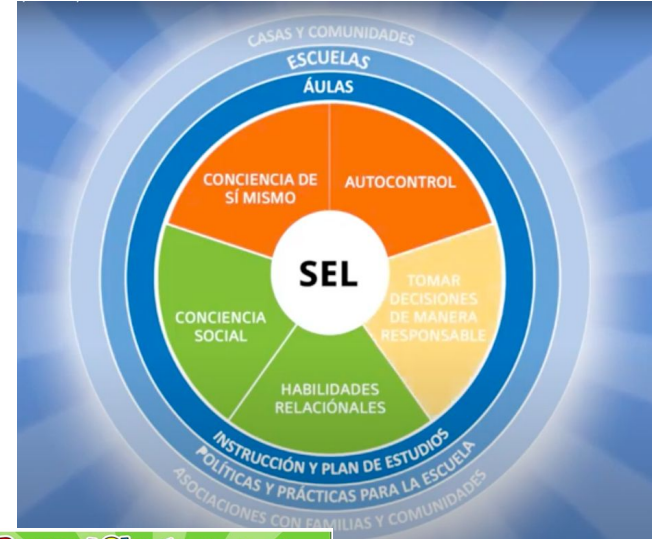 CASAS Y COMUNIDADES
ESCUELAS
ÁULAS
CONCIENCIA DE
SÍ MISMO
AUTOCONTROL
SEL
CONCIENCIA
SOCIAL
TOMAR
DECISIONES
DE MANERA
RESPONSABLE
HABILIDADES
RELACIÓNALES
INSTRUCCIÓN Y PLAN DE ESTUDIOS
POLÍTICAS Y PRÁCTICAS PARA LA ESCUELA
ASOCIACIONES CON FAMILIAS Y COMUNIDADES